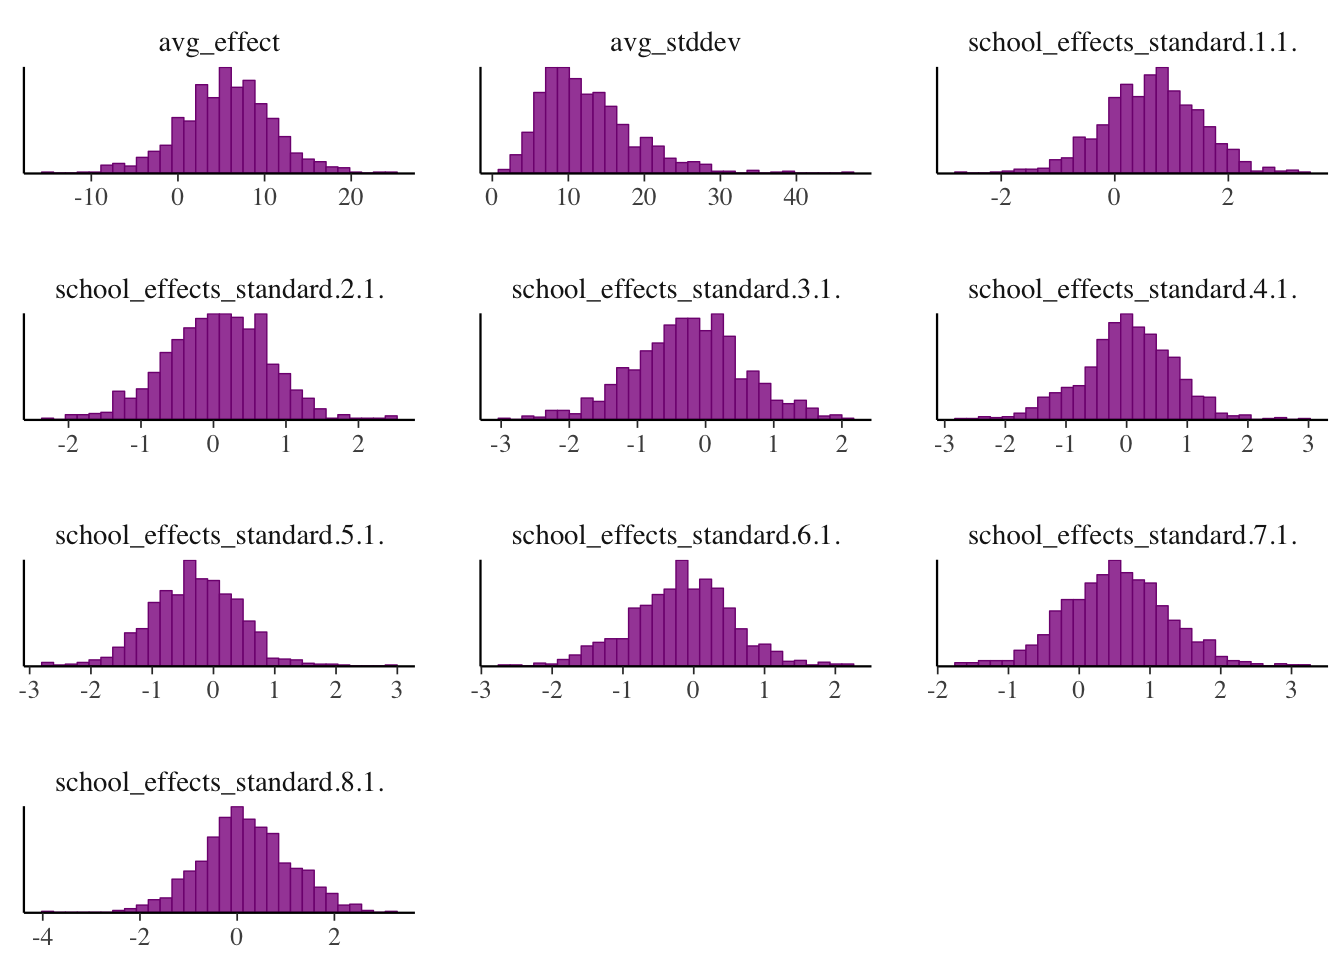 avg_effect avg_stddev school_effects_standard.1.1.
-10 0 10 20 0 10 20 30 40 -2 0 2
school_effects_standard.2.1. school_effects_standard.3.1. school_effects_standard.4.1.
-2 -1 0 1 2 -3 -2 -1 0 1 2 -3 -2 -1 0 1 2 3
school_effects_standard.5.1. school_effects_standard.6.1. school_effects_standard.7.1.
-3 -2 -1 0 1 2 3 -3 -2 -1 0 1 2 -2 -1 0 1 2 3
school_effects_standard.8.1.
-4 -2 0 2